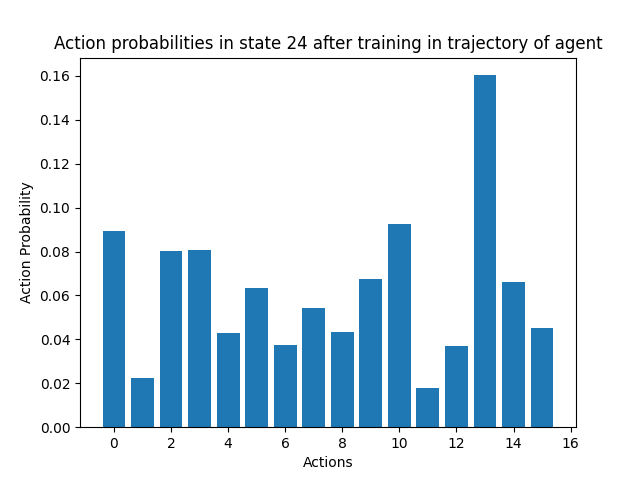 Action probabilities in state 24 after training in trajectory of agent
0.16
0.14
0.12
0.10
0.08
0.06
0.04
0.02
0.00
Action Probability
0 2 4 6 8 10 12 14 16
Actions